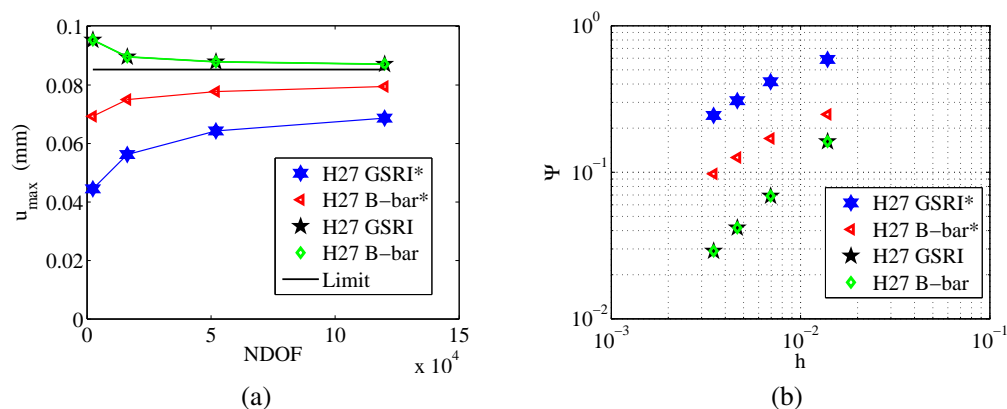 0.1
0.08
0.06
0.04
0.02
0
u_max (mm)
0
5
10
15
NDOF
x 10^4
H27 GSRI*
H27 B−bar*
H27 GSRI
H27 B−bar
Limit
(a)
10^0
10^−1
10^−2
Ψ
10^−3
10^−2
10^−1
h
H27 GSRI*
H27 B−bar*
H27 GSRI
H27 B−bar
(b)